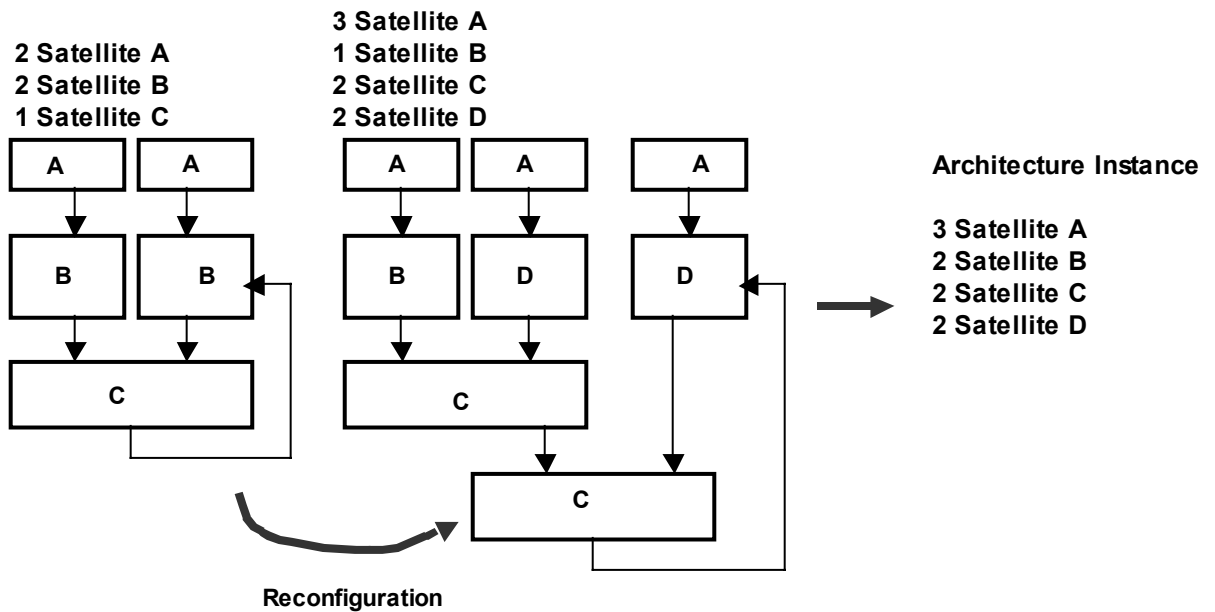 2 Satellite A
2 Satellite B
1 Satellite C
3 Satellite A
1 Satellite B
2 Satellite C
2 Satellite D
A
A
B
B
C
A
A
A
B
D
D
C
C
Reconfiguration
Architecture Instance
3 Satellite A
2 Satellite B
2 Satellite C
2 Satellite D